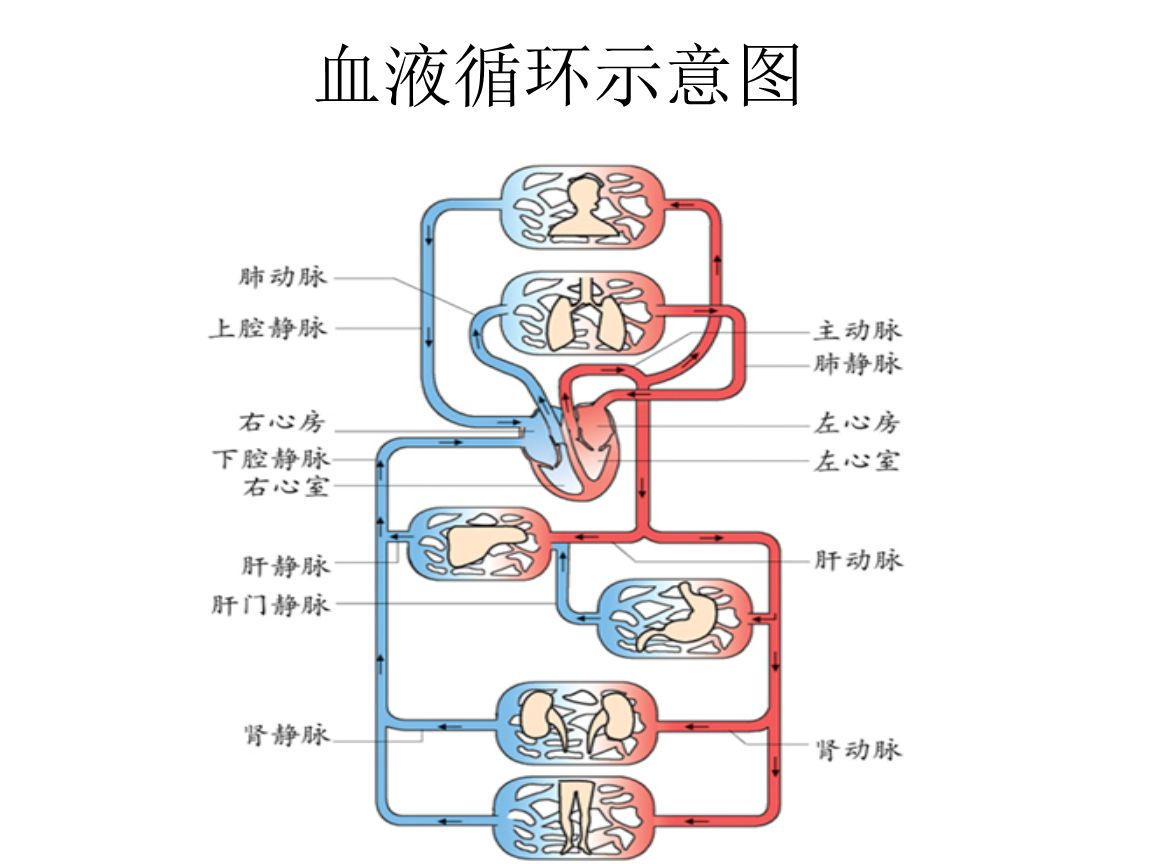 血液循环示意图
肺动脉
上腔静脉
主动脉
肺静脉
右心房
左心房
下腔静脉
左心室
右心室
肝静脉
肝动脉
肝门静脉
肾静脉
肾动脉